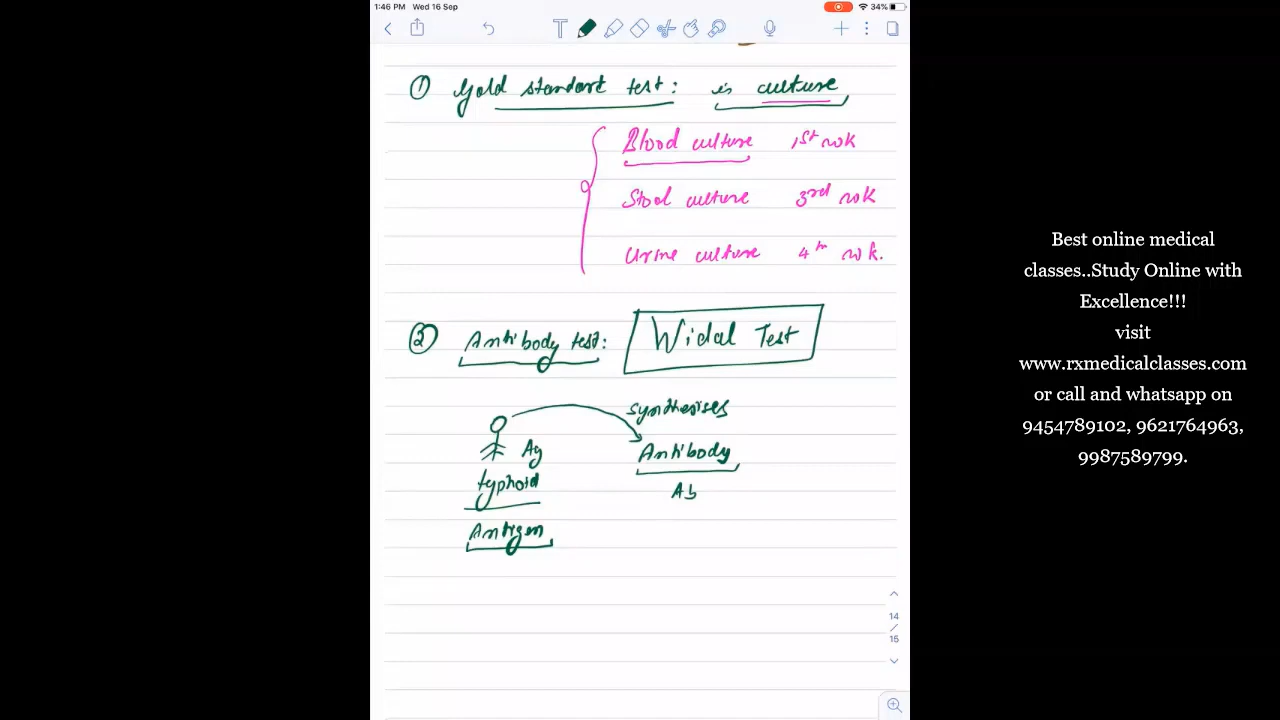 1:46 PM Wed 16 Sep
34%
① Gold standard test: is culture
Blood culture 1st wk
Stool culture 3rd wk
Urine culture 4th wk.
② Antibody test: Widal Test
synthesises
Ag Antibody
typhoid Ab
Antigen
14
/
15
Best online medical
classes..Study Online with
Excellence!!!
visit
www.rxmedicalclasses.com
or call and whatsapp on
9454789102, 9621764963,
9987589799.